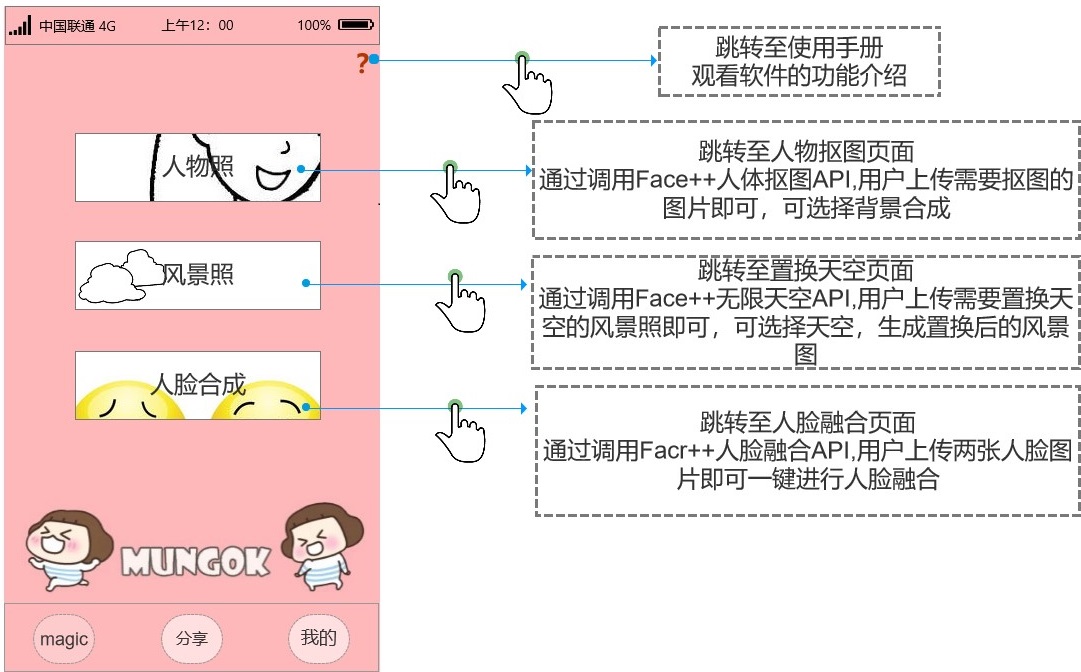 中国联通 4G 上午12：00 100%
?
跳转至使用手册
观看软件的功能介绍
人物照
跳转至人物抠图页面
通过调用Face++人体抠图API,用户上传需要抠图的
图片即可，可选择背景合成
风景照
跳转至置换天空页面
通过调用Face++无限天空API,用户上传需要置换天
空的风景照即可，可选择天空，生成置换后的风景
图
人脸合成
跳转至人脸融合页面
通过调用Facr++人脸融合API,用户上传两张人脸图
片即可一键进行人脸融合
MUNGOK
magic 分享 我的